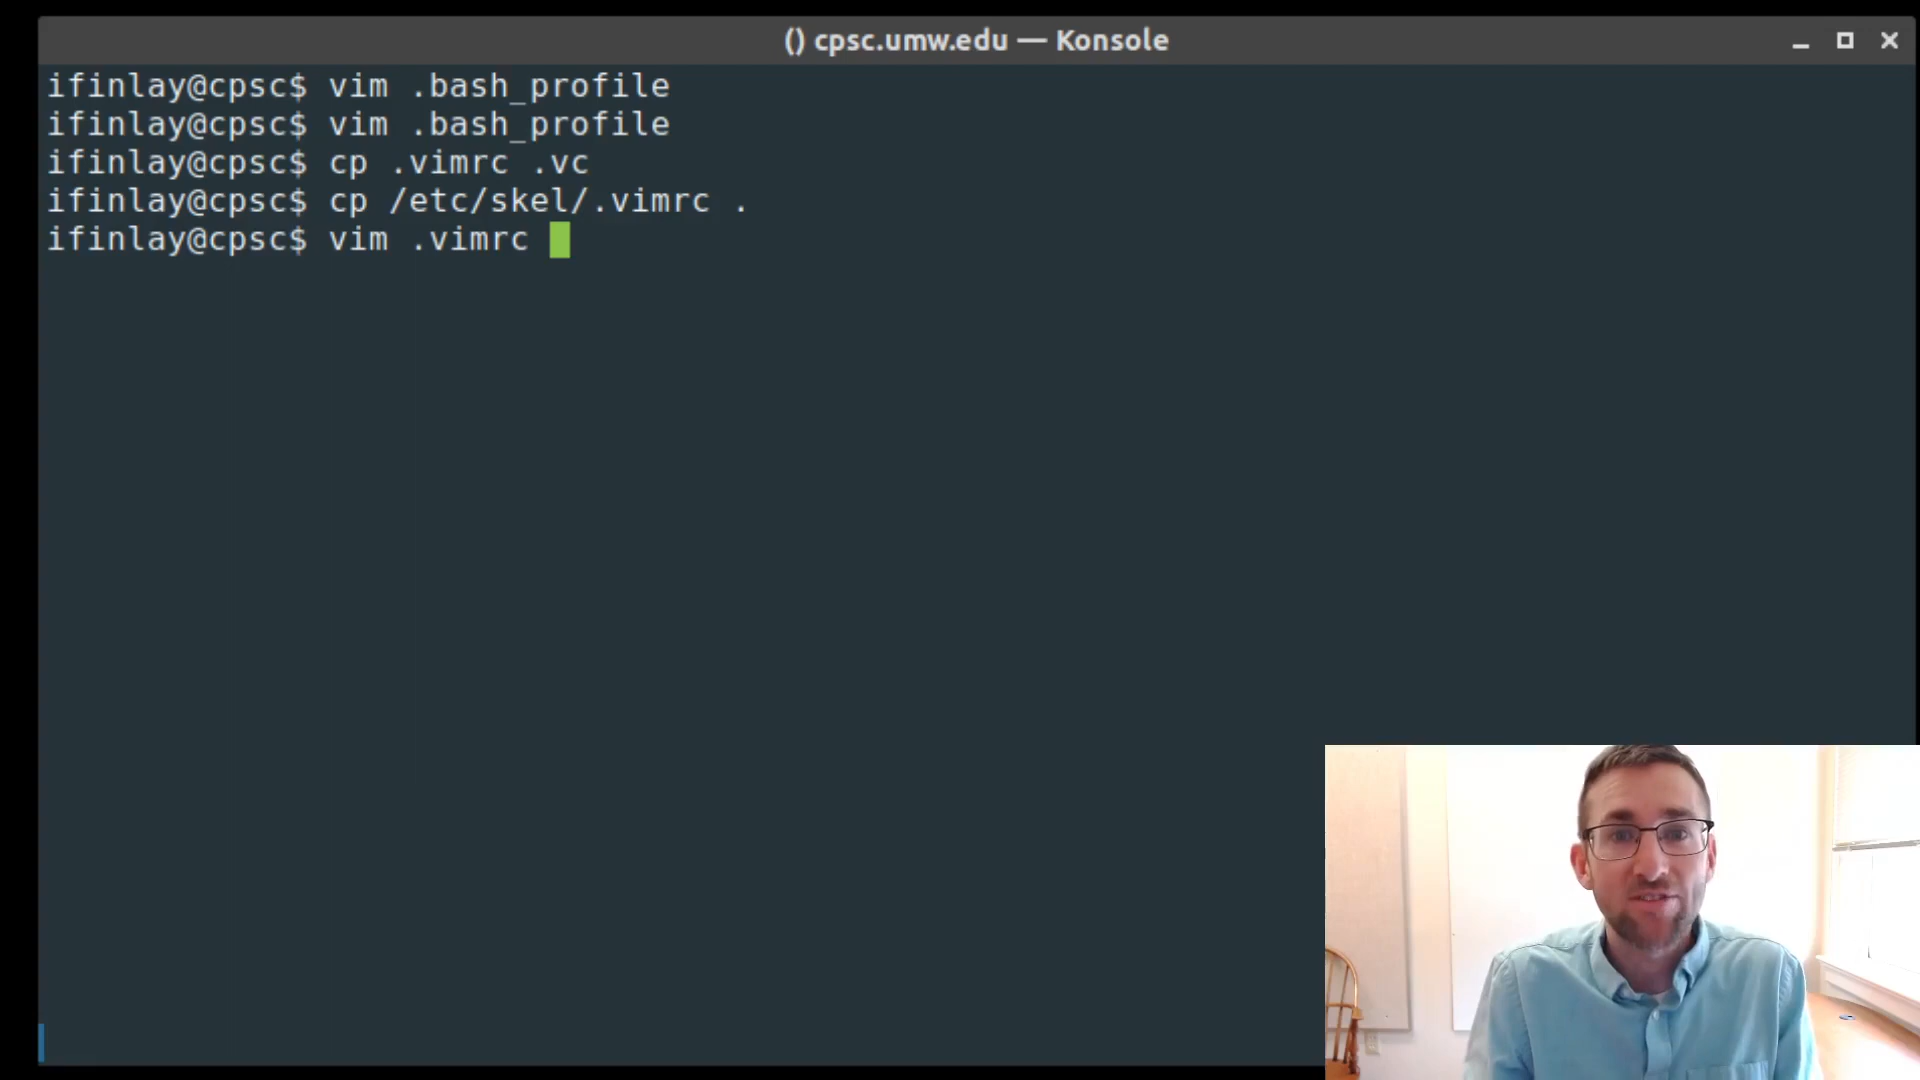 () cpsc.umw.edu — Konsole
ifinlay@cpsc$ vim .bash_profile
ifinlay@cpsc$ vim .bash_profile
ifinlay@cpsc$ cp .vimrc .vc
ifinlay@cpsc$ cp /etc/skel/.vimrc .
ifinlay@cpsc$ vim .vimrc